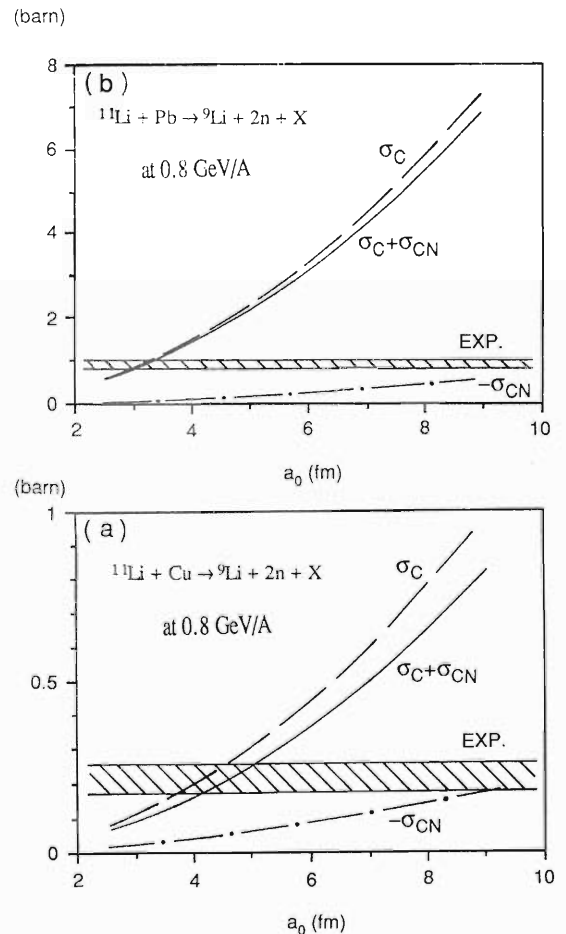 (barn)
8
(b)
¹¹Li + Pb → ⁹Li + 2n + X
at 0.8 GeV/A
σC
6
σC+σCN
4
2
EXP.
−σCN
0
2
4
6
8
10
a₀ (fm)
(barn)
1
(a)
¹¹Li + Cu → ⁹Li + 2n + X
at 0.8 GeV/A
σC
σC+σCN
0.5
EXP.
−σCN
0
2
4
6
8
10
a₀ (fm)